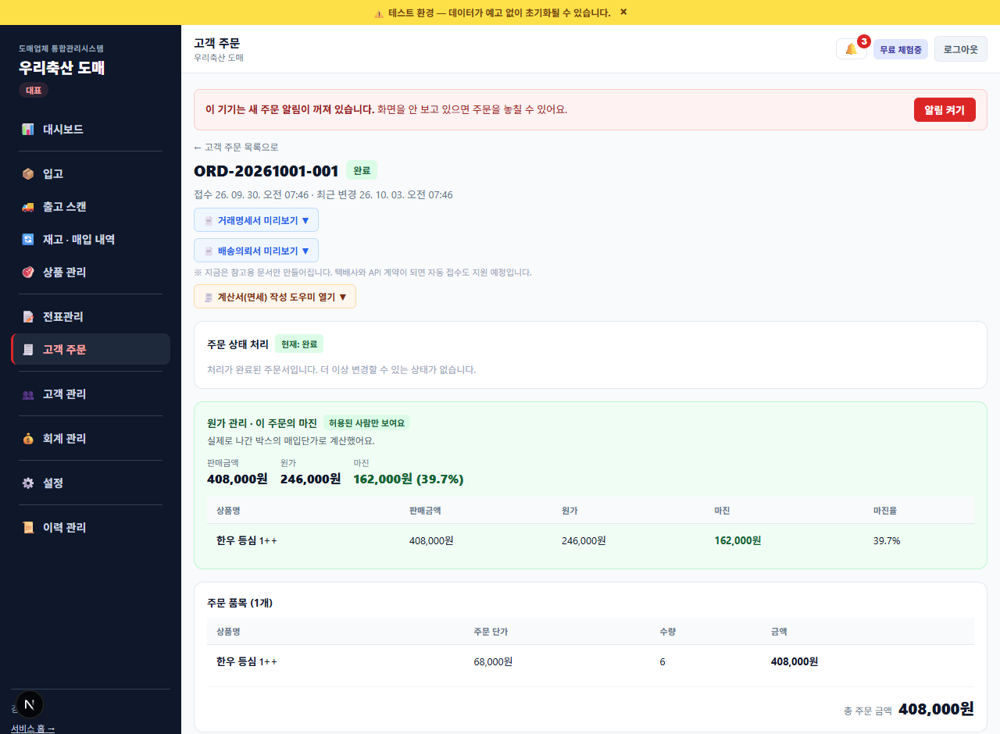 ⚠️ 테스트 환경 — 데이터가 예고 없이 초기화될 수 있습니다. ×
도매업체 통합관리시스템
우리축산 도매
대표
대시보드
입고
출고 스캔
재고 · 매입 내역
상품 관리
전표관리
고객 주문
고객 관리
회계 관리
설정
이력 관리
N
서비스 홈 →
고객 주문
우리축산 도매
3
무료 체험중
로그아웃
이 기기는 새 주문 알림이 꺼져 있습니다. 화면을 안 보고 있으면 주문을 놓칠 수 있어요.
알림 켜기
← 고객 주문 목록으로
ORD-20261001-001 완료
접수 26. 09. 30. 오전 07:46 · 최근 변경 26. 10. 03. 오전 07:46
거래명세서 미리보기 ▼
배송의뢰서 미리보기 ▼
※ 지금은 참고용 문서만 만들어집니다. 택배사와 API 계약이 되면 자동 접수도 지원 예정입니다.
계산서(면세) 작성 도우미 열기 ▼
주문 상태 처리 현재: 완료
처리가 완료된 주문서입니다. 더 이상 변경할 수 있는 상태가 없습니다.
원가 관리 · 이 주문의 마진 허용된 사람만 보여요
실제로 나간 박스의 매입단가로 계산했어요.
판매금액 원가 마진
408,000원 246,000원 162,000원 (39.7%)
상품명 판매금액 원가 마진 마진율
한우 등심 1++ 408,000원 246,000원 162,000원 39.7%
주문 품목 (1개)
상품명 주문 단가 수량 금액
한우 등심 1++ 68,000원 6 408,000원
총 주문 금액 408,000원